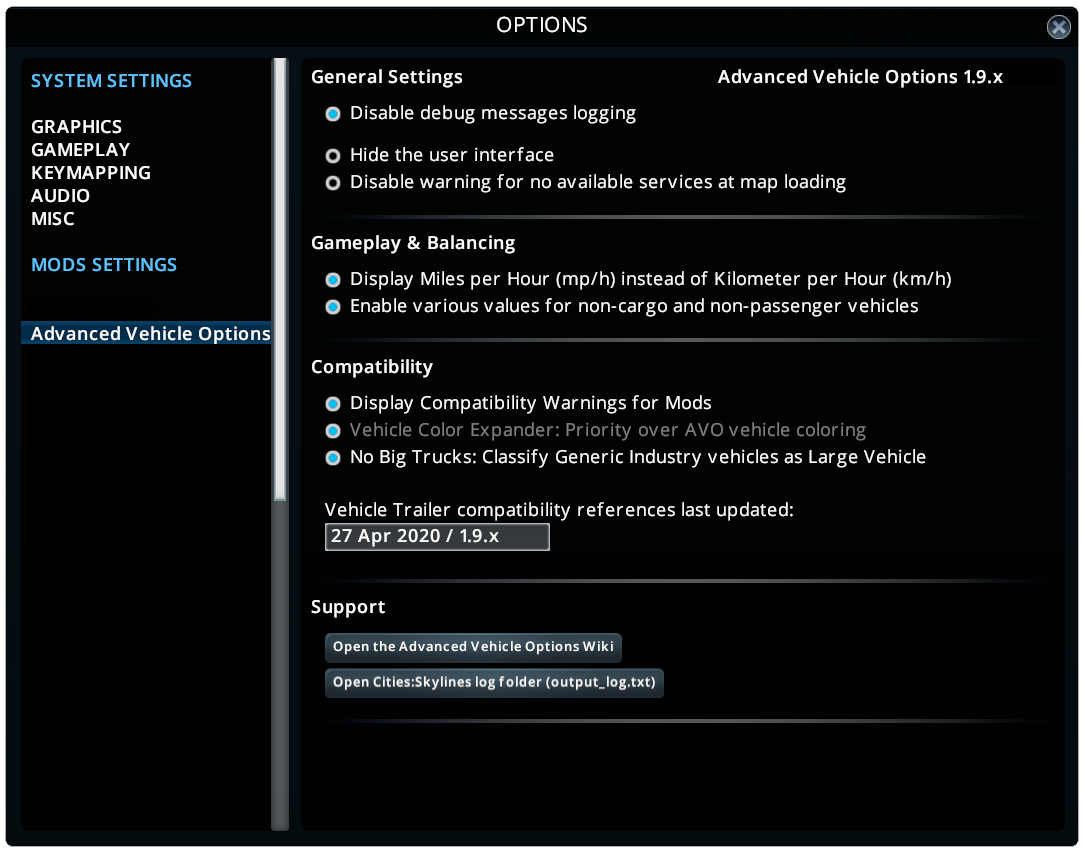 OPTIONS
SYSTEM SETTINGS
GRAPHICS
GAMEPLAY
KEYMAPPING
AUDIO
MISC
MODS SETTINGS
Advanced Vehicle Options
General Settings
Advanced Vehicle Options 1.9.x
Disable debug messages logging
Hide the user interface
Disable warning for no available services at map loading
Gameplay & Balancing
Display Miles per Hour (mp/h) instead of Kilometer per Hour (km/h)
Enable various values for non-cargo and non-passenger vehicles
Compatibility
Display Compatibility Warnings for Mods
Vehicle Color Expander: Priority over AVO vehicle coloring
No Big Trucks: Classify Generic Industry vehicles as Large Vehicle
Vehicle Trailer compatibility references last updated:
27 Apr 2020 / 1.9.x
Support
Open the Advanced Vehicle Options Wiki
Open Cities:Skylines log folder (output_log.txt)